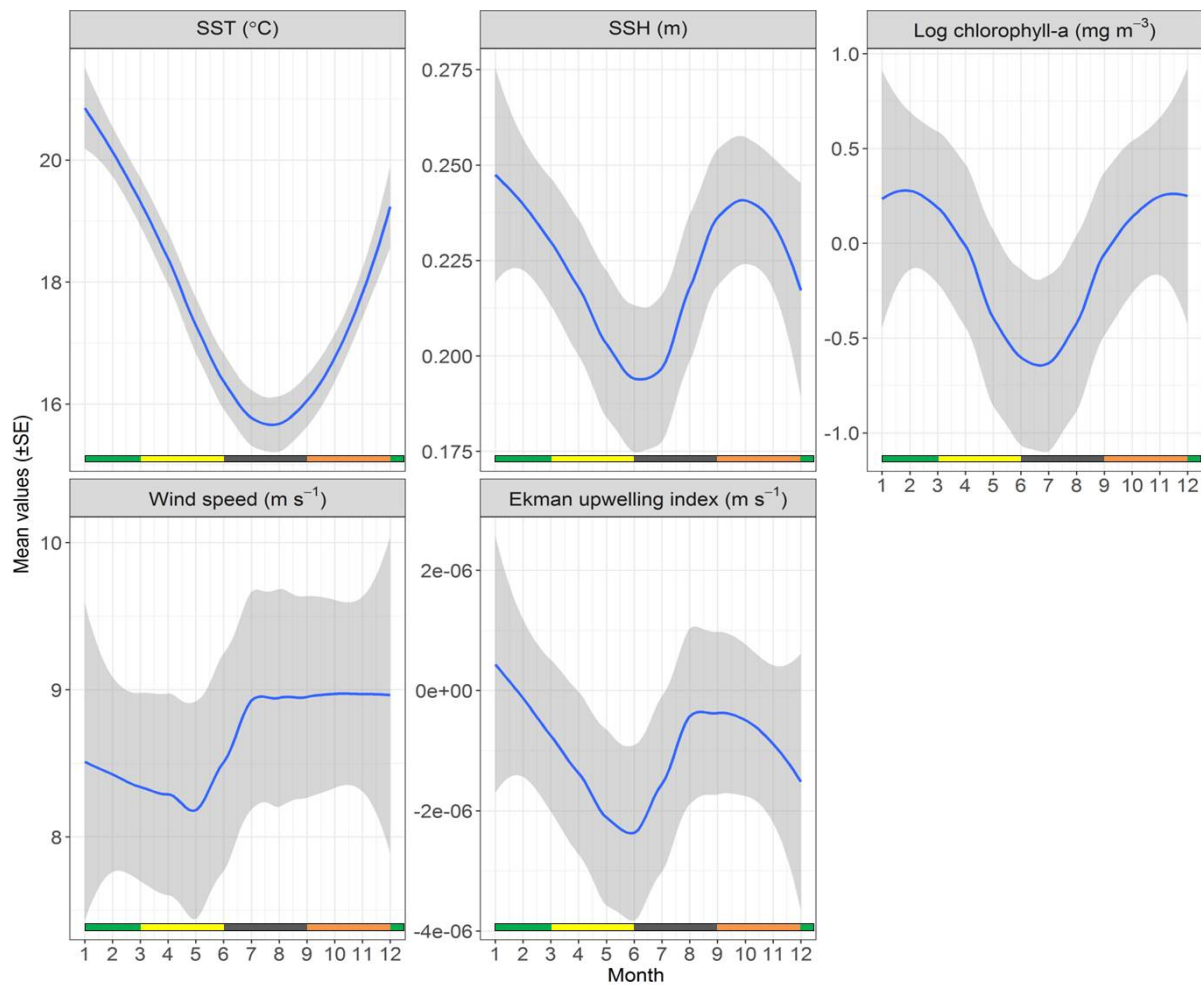 SST (°C)
SSH (m)
Log chlorophyll-a (mg m⁻³)
20
18
16
0.275
0.250
0.225
0.200
0.175
1.0
0.5
0.0
-0.5
-1.0
1 2 3 4 5 6 7 8 9 10 11 12
Mean values (±SE)
Wind speed (m s⁻¹)
Ekman upwelling index (m s⁻¹)
10
9
8
2e-06
0e+00
-2e-06
-4e-06
1 2 3 4 5 6 7 8 9 10 11 12
1 2 3 4 5 6 7 8 9 10 11 12
Month